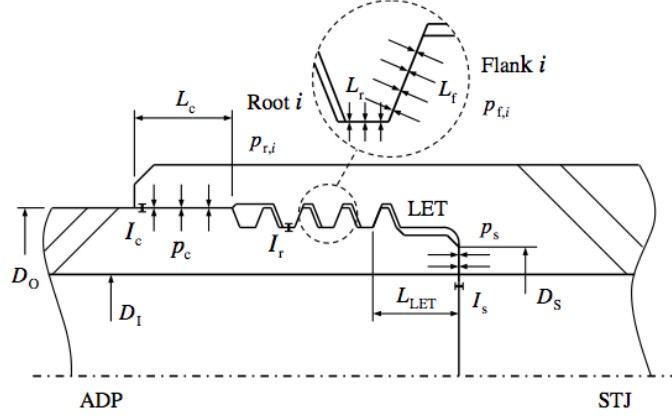 Root i
p_r,i
L_r
L_f
Flank i
p_f,i
L_c
LET
I_c
p_c
I_r
p_s
D_O
D_I
L_LET
I_s
D_S
ADP
STJ